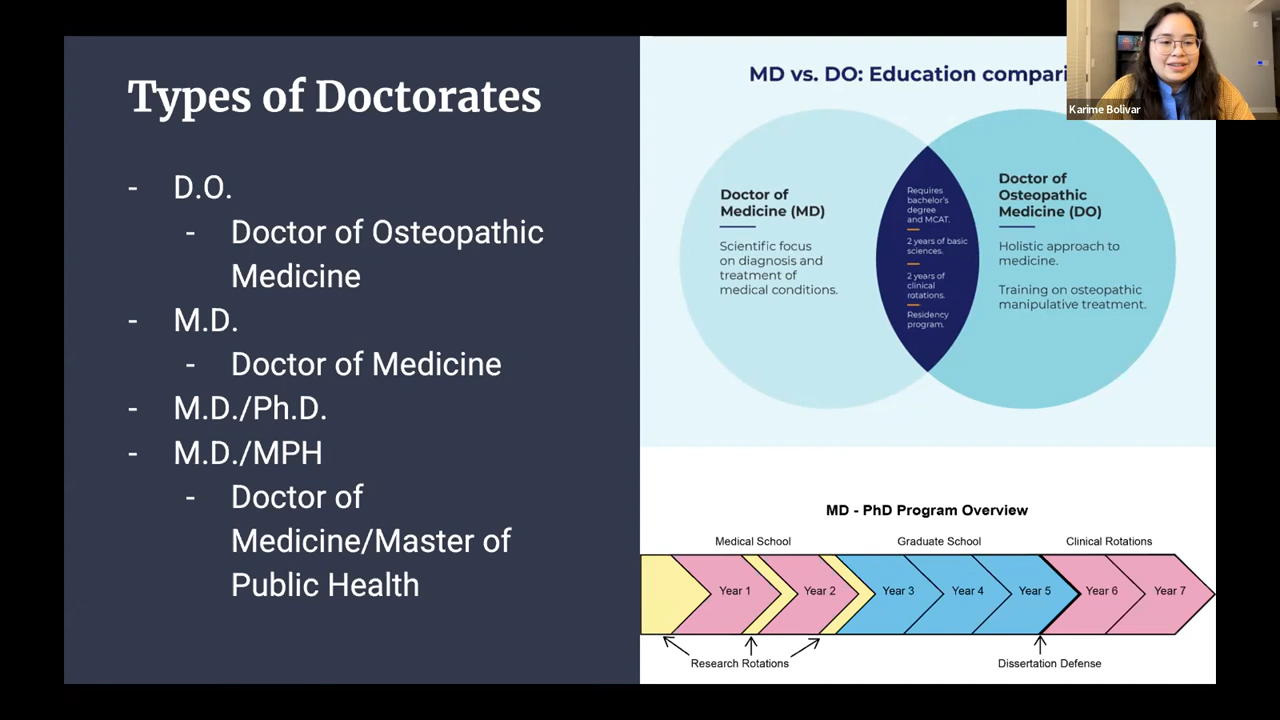 Types of Doctorates
- D.O.
- Doctor of Osteopathic
Medicine
- M.D.
- Doctor of Medicine
- M.D./Ph.D.
- M.D./MPH
- Doctor of
Medicine/Master of
Public Health
MD vs. DO: Education compari
Karime Bolivar
Doctor of
Medicine (MD)
Scientific focus
on diagnosis and
treatment of
medical conditions.
Requires
bachelor's
degree
and MCAT.
2 years of basic
sciences.
2 years of
clinical
rotations.
Residency
program.
Doctor of
Osteopathic
Medicine (DO)
Holistic approach to
medicine.
Training on osteopathic
manipulative treatment.
MD - PhD Program Overview
Medical School Graduate School Clinical Rotations
Year 1 Year 2 Year 3 Year 4 Year 5 Year 6 Year 7
Research Rotations Dissertation Defense